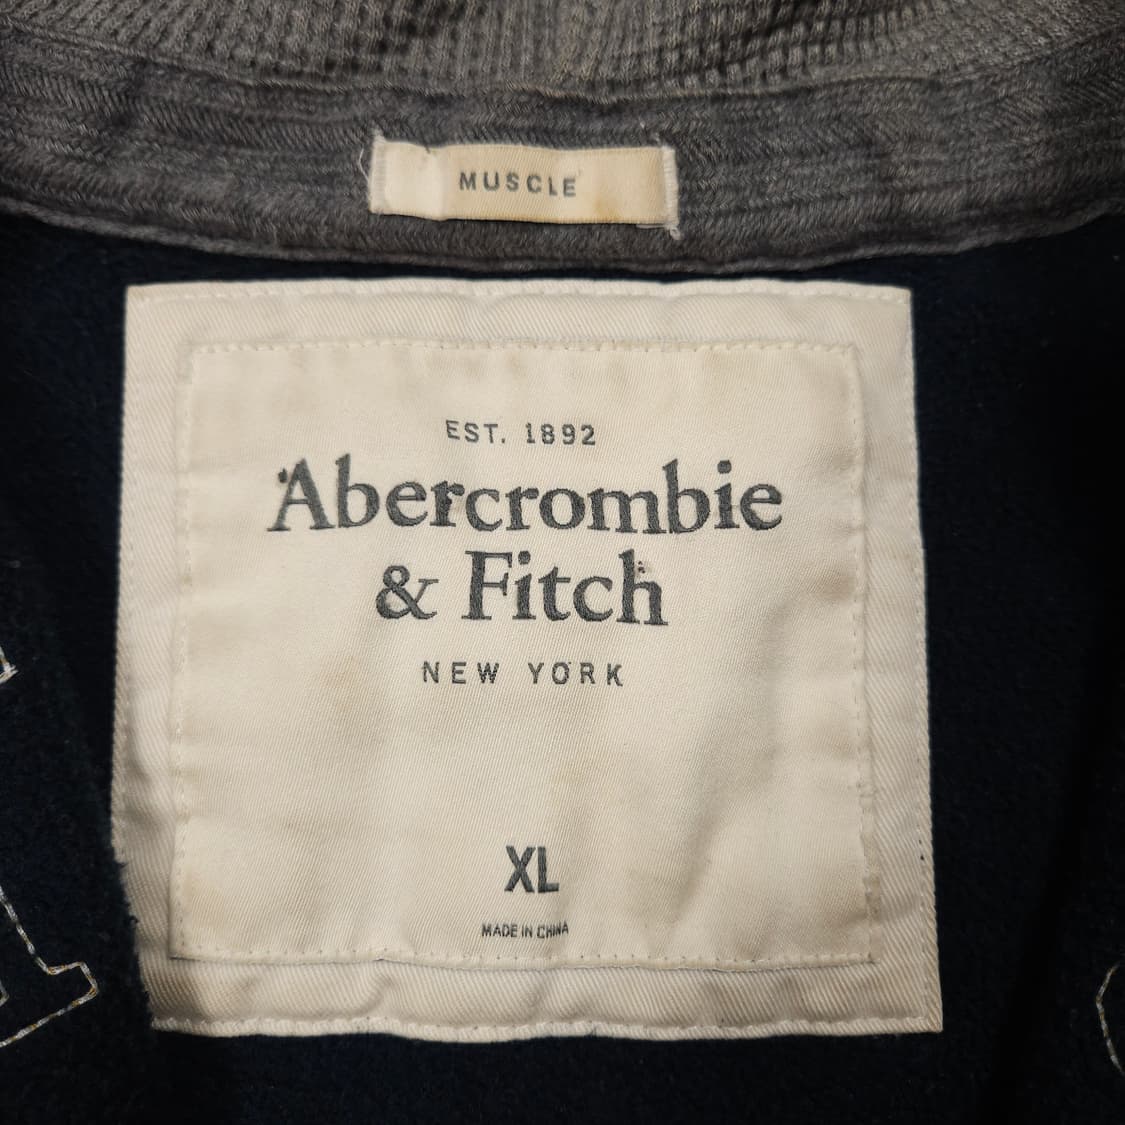 MUSCLE
EST. 1892
Abercrombie
& Fitch
NEW YORK
XL
MADE IN CHINA